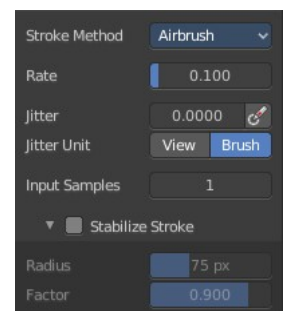 Stroke Method Airbrush
Rate 0.100
Jitter 0.0000
Jitter Unit View Brush
Input Samples 1
Stabilize Stroke
Radius 75 px
Factor 0.900